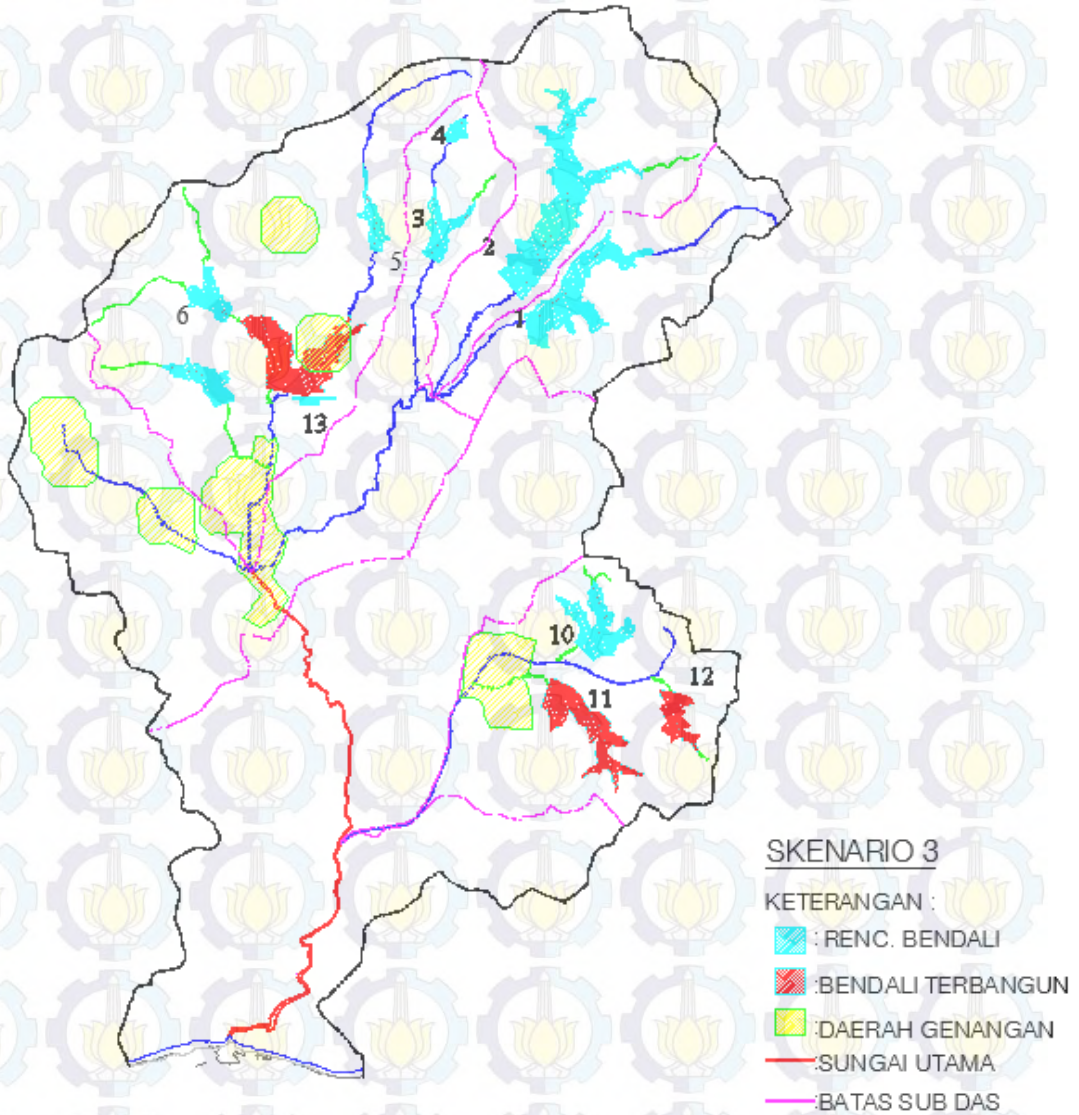 4
3
2
5
6
1
13
10
12
11
SKENARIO 3
KETERANGAN :
: RENC. BENDALI
:BENDALI TERBANGUN
:DAERAH GENANGAN
:SUNGAI UTAMA
:BATAS SUB DAS